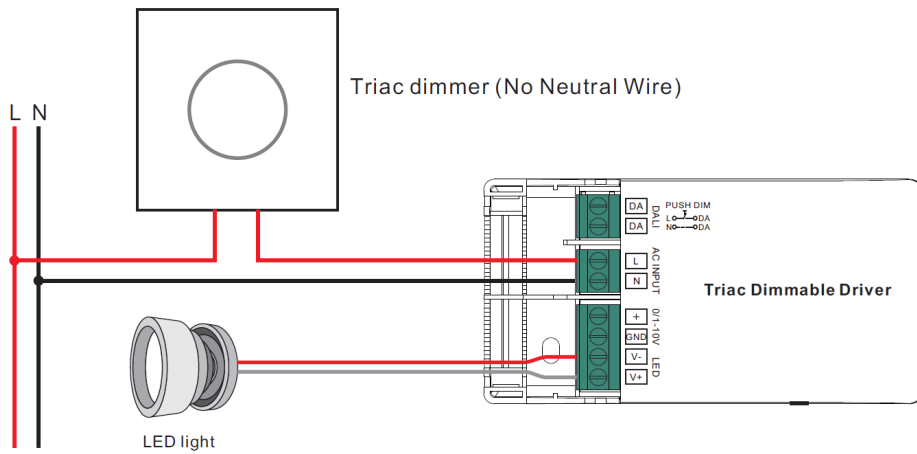 Triac dimmer (No Neutral Wire)
L N
DA
DA
DALI
PUSH DIM
L DA
N DA
L
N
AC INPUT
Triac Dimmable Driver
+
GND
0/1-10V
V-
V+
LED
LED light